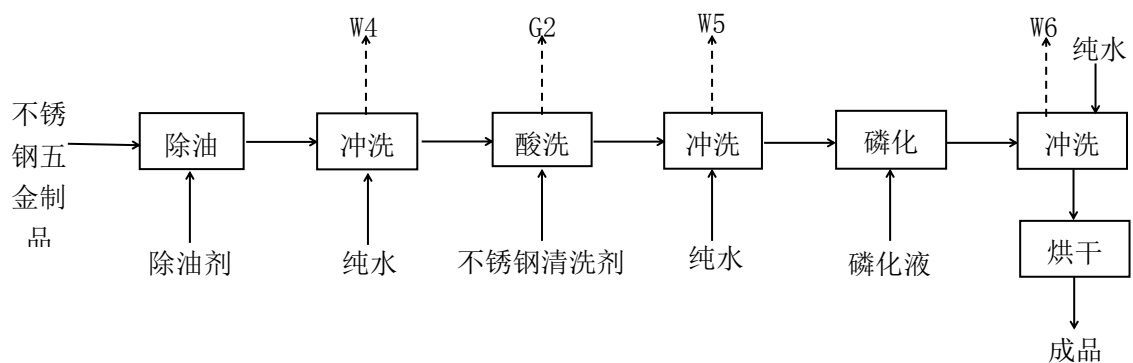 W4
G2
W5
W6
纯水
不锈
钢五
金制
品
除油
冲洗
酸洗
冲洗
磷化
冲洗
除油剂
纯水
不锈钢清洗剂
纯水
磷化液
烘干
成品